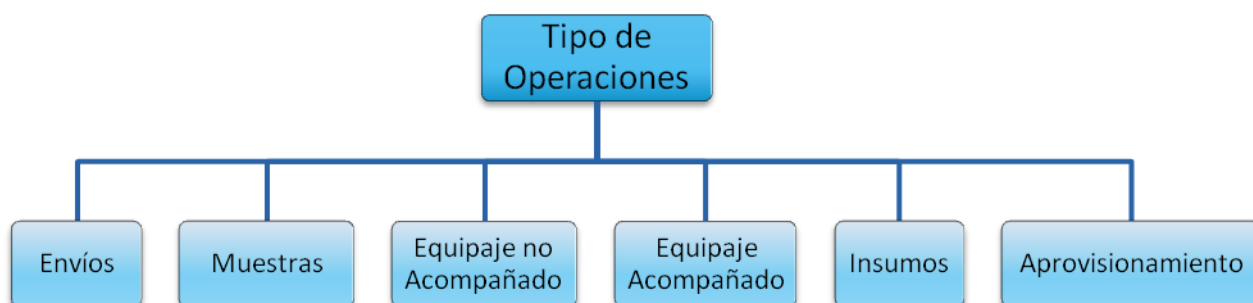 Tipo de
Operaciones
Envíos
Muestras
Equipaje no
Acompañado
Equipaje
Acompañado
Insumos
Aprovisionamiento